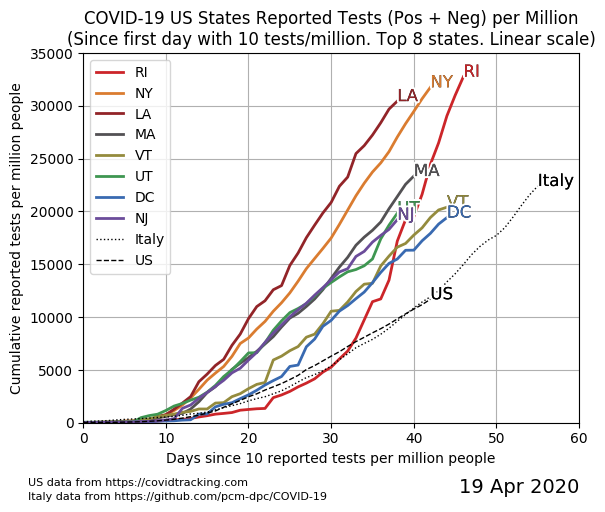 COVID-19 US States Reported Tests (Pos + Neg) per Million
(Since first day with 10 tests/million. Top 8 states. Linear scale)
Cumulative reported tests per million people
35000
30000
25000
20000
15000
10000
5000
0
RI
NY
LA
MA
VT
UT
DC
NJ
Italy
US
RI
NY
LA
MA
Italy
VT
UT
DC
NJ
US
0 10 20 30 40 50 60
Days since 10 rported tests per million people
US data from https://covidtracking.com
Italy data from https://github.com/pcm-dpc/COVID-19
19 Apr 2020